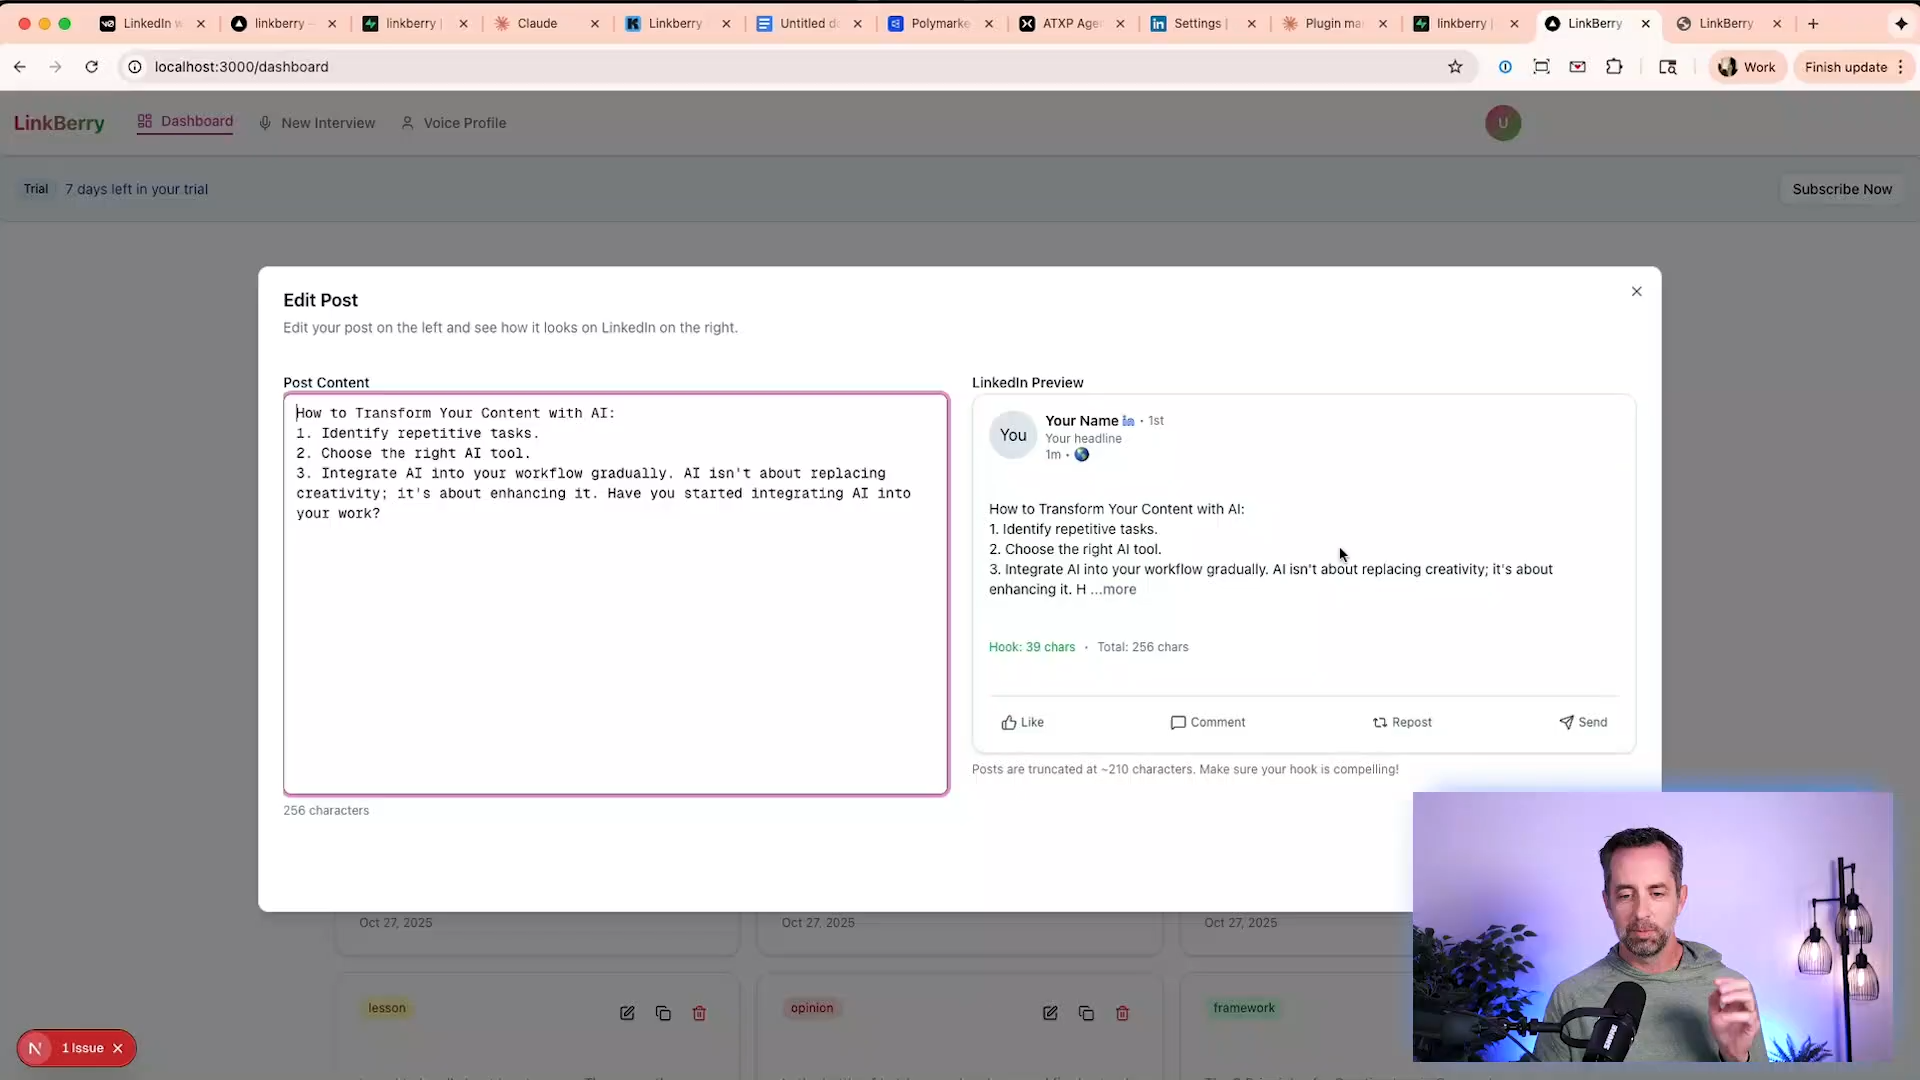 LinkedIn w
linkberry –
linkberry |
Claude
Linkberry
Untitled do
Polymarke
ATXP Age
Settings |
Plugin ma
linkberry |
LinkBerry
LinkBerry
localhost:3000/dashboard
Work
Finish update
LinkBerry
Dashboard
New Interview
Voice Profile
U
Trial
7 days left in your trial
Subscribe Now
Edit Post
Edit your post on the left and see how it looks on LinkedIn on the right.
Post Content
How to Transform Your Content with AI:
1. Identify repetitive tasks.
2. Choose the right AI tool.
3. Integrate AI into your workflow gradually. AI isn't about replacing
creativity; it's about enhancing it. Have you started integrating AI into
your work?
256 characters
LinkedIn Preview
You
Your Name in · 1st
Your headline
1m •
How to Transform Your Content with AI:
1. Identify repetitive tasks.
2. Choose the right AI tool.
3. Integrate AI into your workflow gradually. AI isn't about replacing creativity; it's about
enhancing it. H ...more
Hook: 39 chars • Total: 256 chars
Like
Comment
Repost
Send
Posts are truncated at ~210 characters. Make sure your hook is compelling!
Oct 27, 2025
Oct 27, 2025
Oct 27, 2025
lesson
opinion
framework
N
1 Issue
SHURE